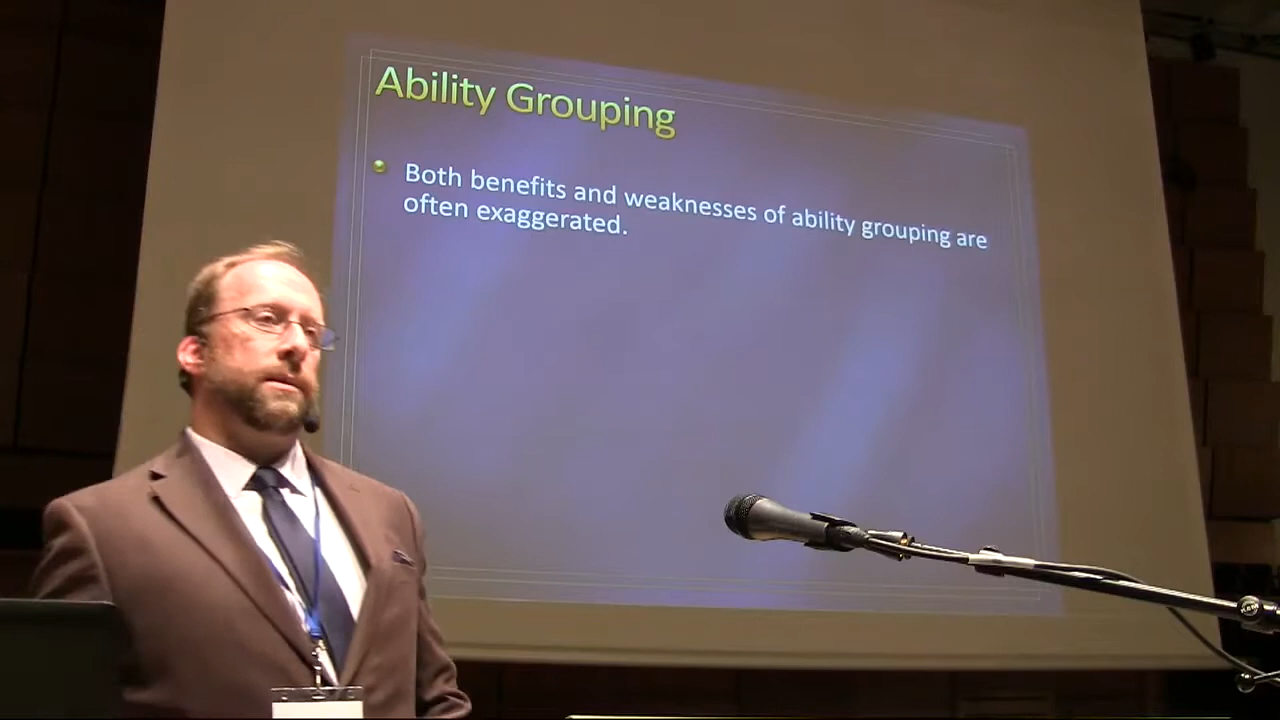 Ability Grouping
Both benefits and weaknesses of ability grouping are
often exaggerated.